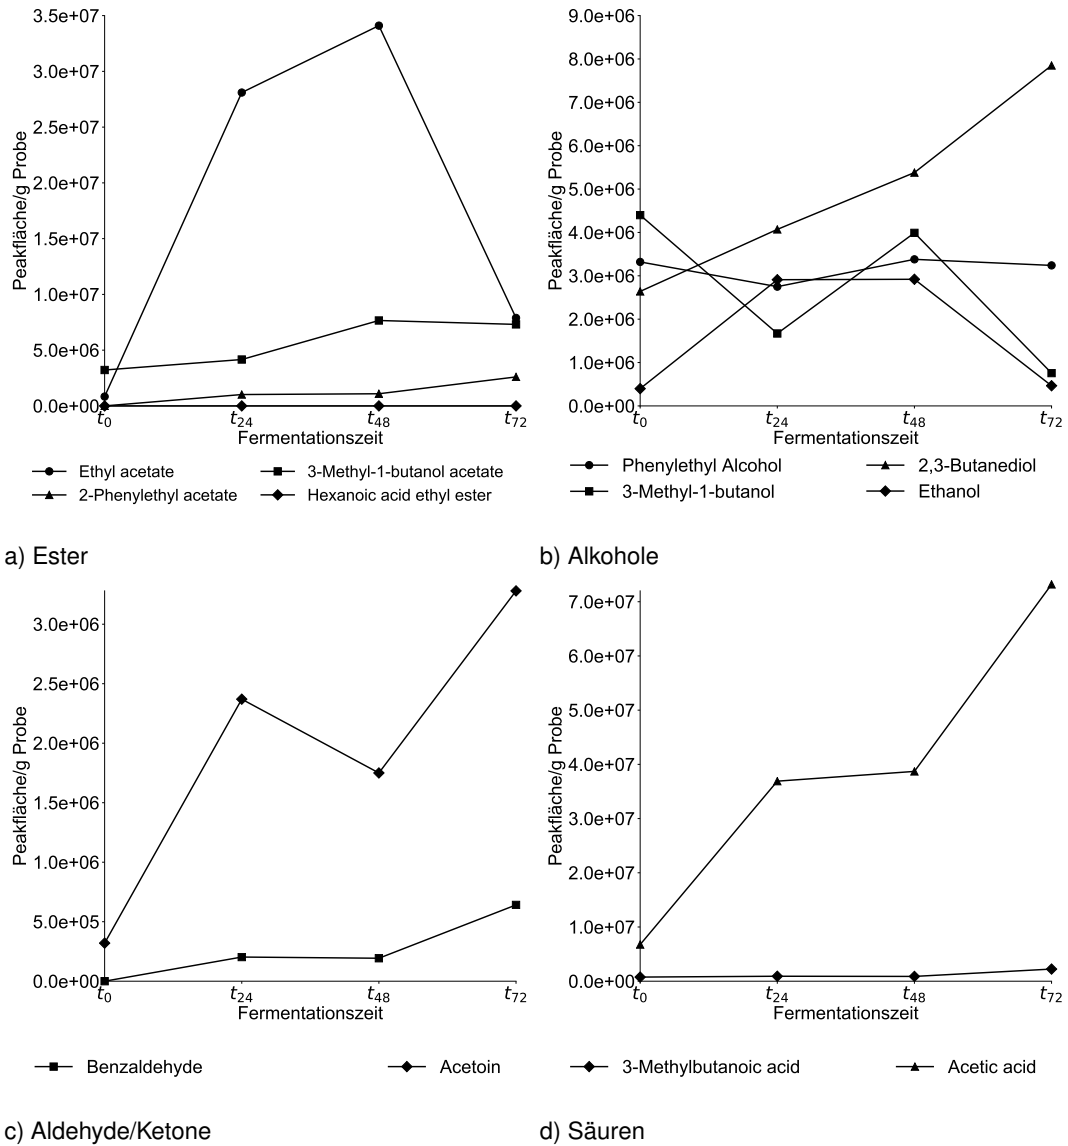 3.5e+07
3.0e+07
2.5e+07
2.0e+07
1.5e+07
1.0e+07
5.0e+06
0.0e+00
Peakfläche/g Probe
t0 t24 t48 t72
Fermentationszeit
Ethyl acetate 3-Methyl-1-butanol acetate
2-Phenylethyl acetate Hexanoic acid ethyl ester
a) Ester
9.0e+06
8.0e+06
7.0e+06
6.0e+06
5.0e+06
4.0e+06
3.0e+06
2.0e+06
1.0e+06
0.0e+00
Peakfläche/g Probe
t0 t24 t48 t72
Fermentationszeit
Phenylethyl Alcohol 2,3-Butanediol
3-Methyl-1-butanol Ethanol
b) Alkohole
3.0e+06
2.5e+06
2.0e+06
1.5e+06
1.0e+06
5.0e+05
0.0e+00
Peakfläche/g Probe
t0 t24 t48 t72
Fermentationszeit
Benzaldehyde Acetoin
c) Aldehyde/Ketone
7.0e+07
6.0e+07
5.0e+07
4.0e+07
3.0e+07
2.0e+07
1.0e+07
0.0e+00
Peakfläche/g Probe
t0 t24 t48 t72
Fermentationszeit
3-Methylbutanoic acid Acetic acid
d) Säuren